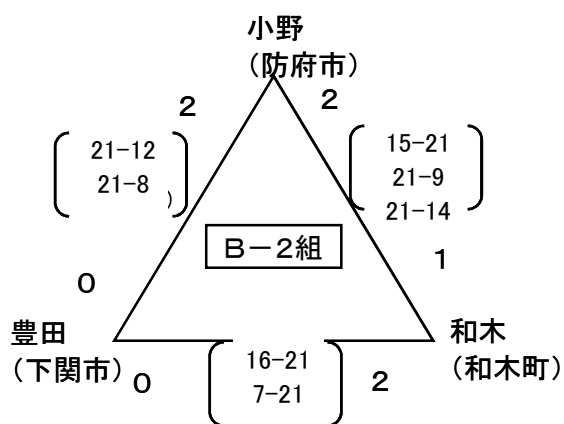 小野
（防府市）
2 2
21-12
21-8
15-21
21-9
21-14
B－2組
0 1
豊田
（下関市）
和木
（和木町）
0 2
16-21
7-21